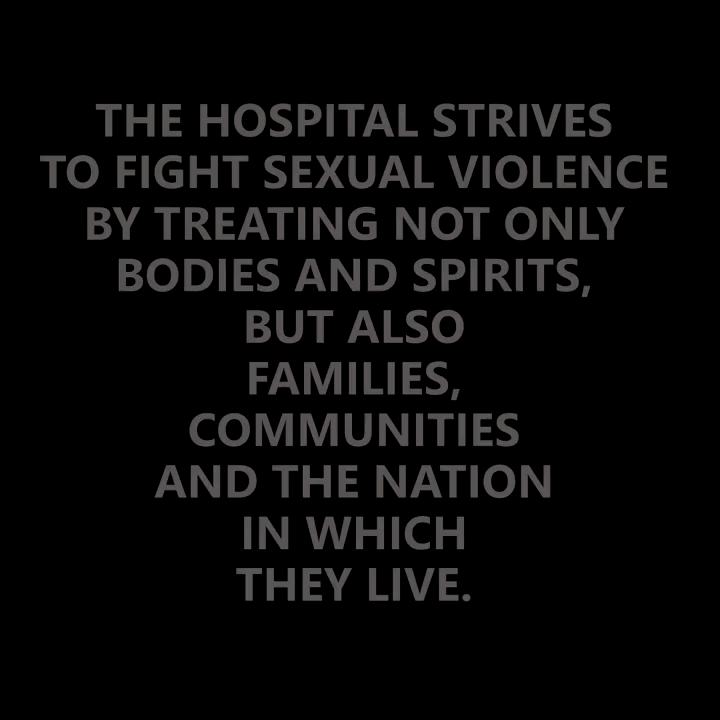 THE HOSPITAL STRIVES
TO FIGHT SEXUAL VIOLENCE
BY TREATING NOT ONLY
BODIES AND SPIRITS,
BUT ALSO
FAMILIES,
COMMUNITIES
AND THE NATION
IN WHICH
THEY LIVE.